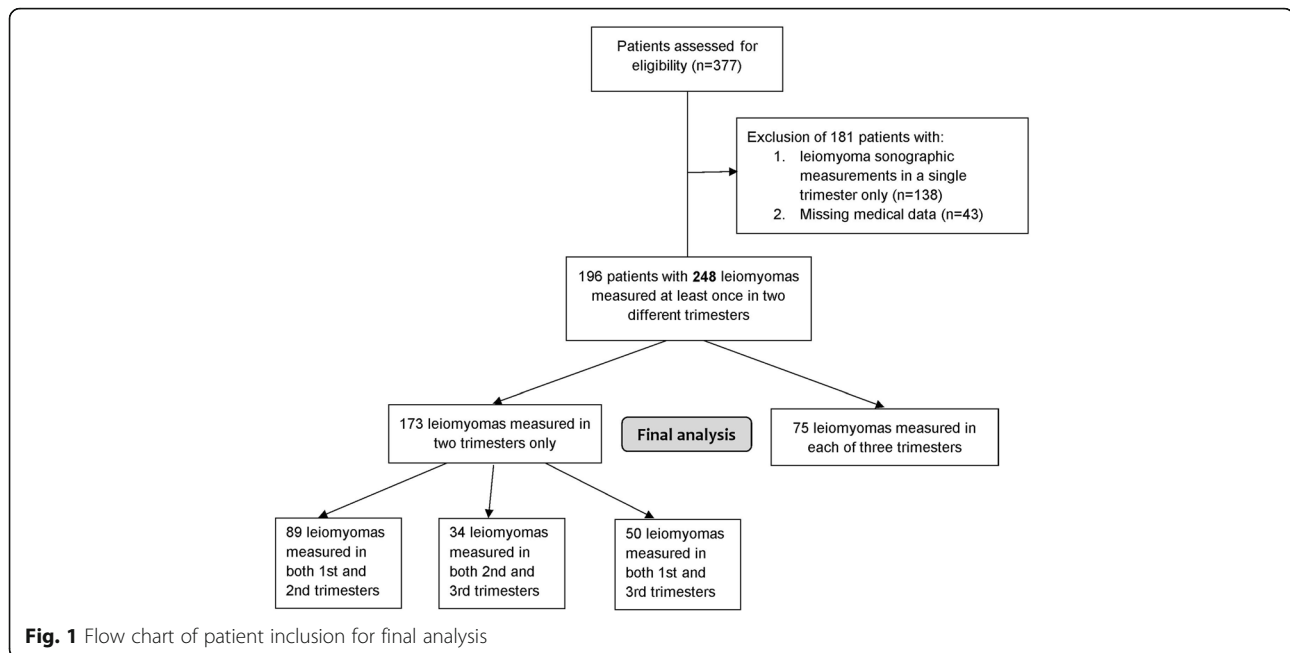 Patients assessed for
eligibility (n=377)
Exclusion of 181 patients with:
1. leiomyoma sonographic
measurements in a single
trimester only (n=138)
2. Missing medical data (n=43)
196 patients with 248 leiomyomas
measured at least once in two
different trimesters
173 leiomyomas measured in
two trimesters only
Final analysis
75 leiomyomas measured in
each of three trimesters
89 leiomyomas
measured in
both 1st and
2nd trimesters
34 leiomyomas
measured in
both 2nd and
3rd trimesters
50 leiomyomas
measured in
both 1st and
3rd trimesters
Fig. 1 Flow chart of patient inclusion for final analysis